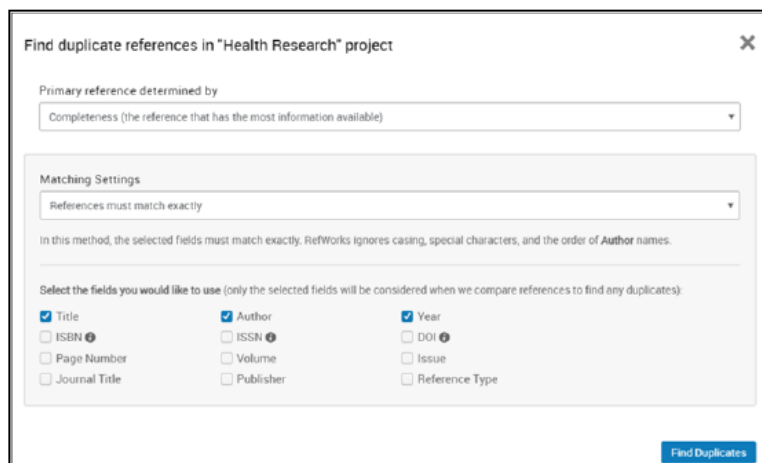 Find duplicate references in "Health Research" project
Primary reference determined by
Completeness (the reference that has the most information available)
Matching Settings
References must match exactly
In this method, the selected fields must match exactly. RefWorks ignores casing, special characters, and the order of Author names.
Select the fields you would like to use (only the selected fields will be considered when we compare references to find any duplicates):
Title Author Year
ISBN ISSN DOI
Page Number Volume Issue
Journal Title Publisher Reference Type
Find Duplicates